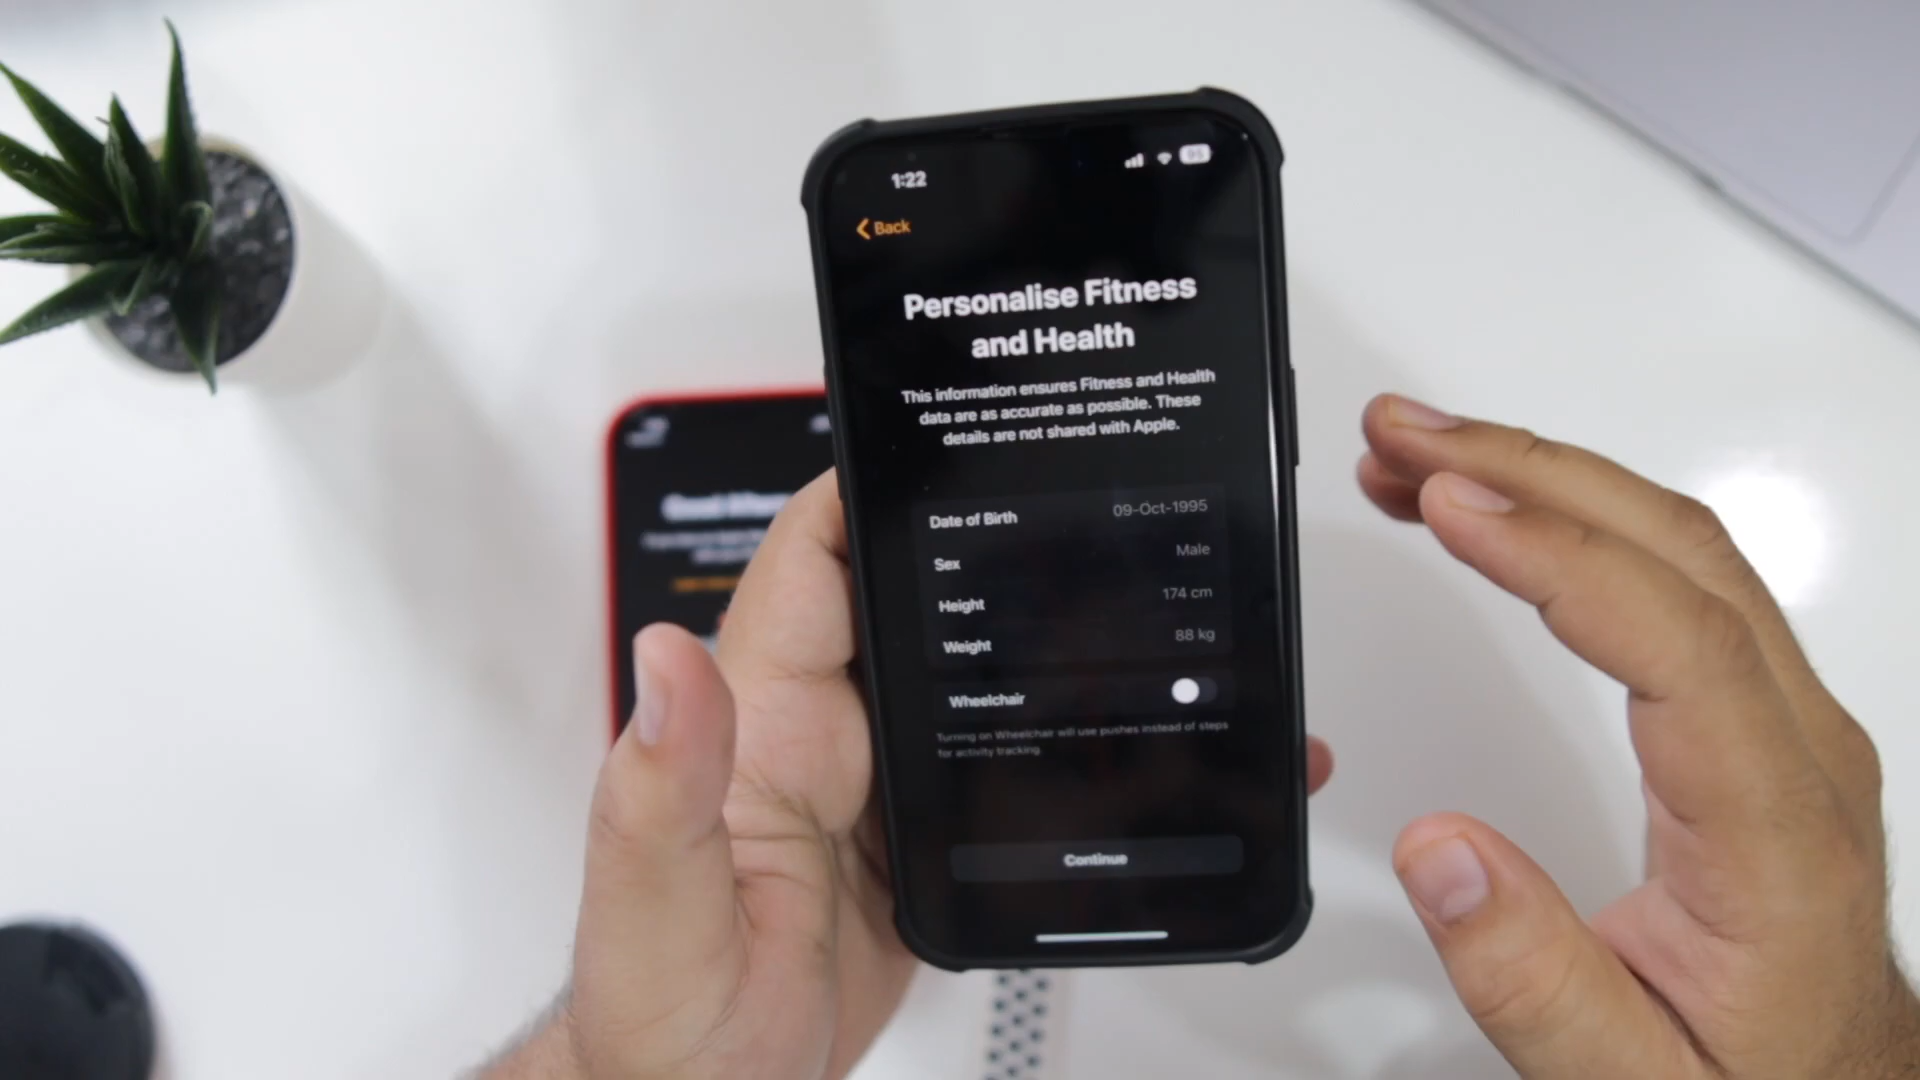 1:22
95
Back
Personalise Fitness
and Health
This information ensures Fitness and Health
data are as accurate as possible. These
details are not shared with Apple.
Date of Birth 09-Oct-1995
Sex Male
Height 174 cm
Weight 88 kg
Wheelchair
Turning on Wheelchair will use pushes instead of steps
for activity tracking.
Continue